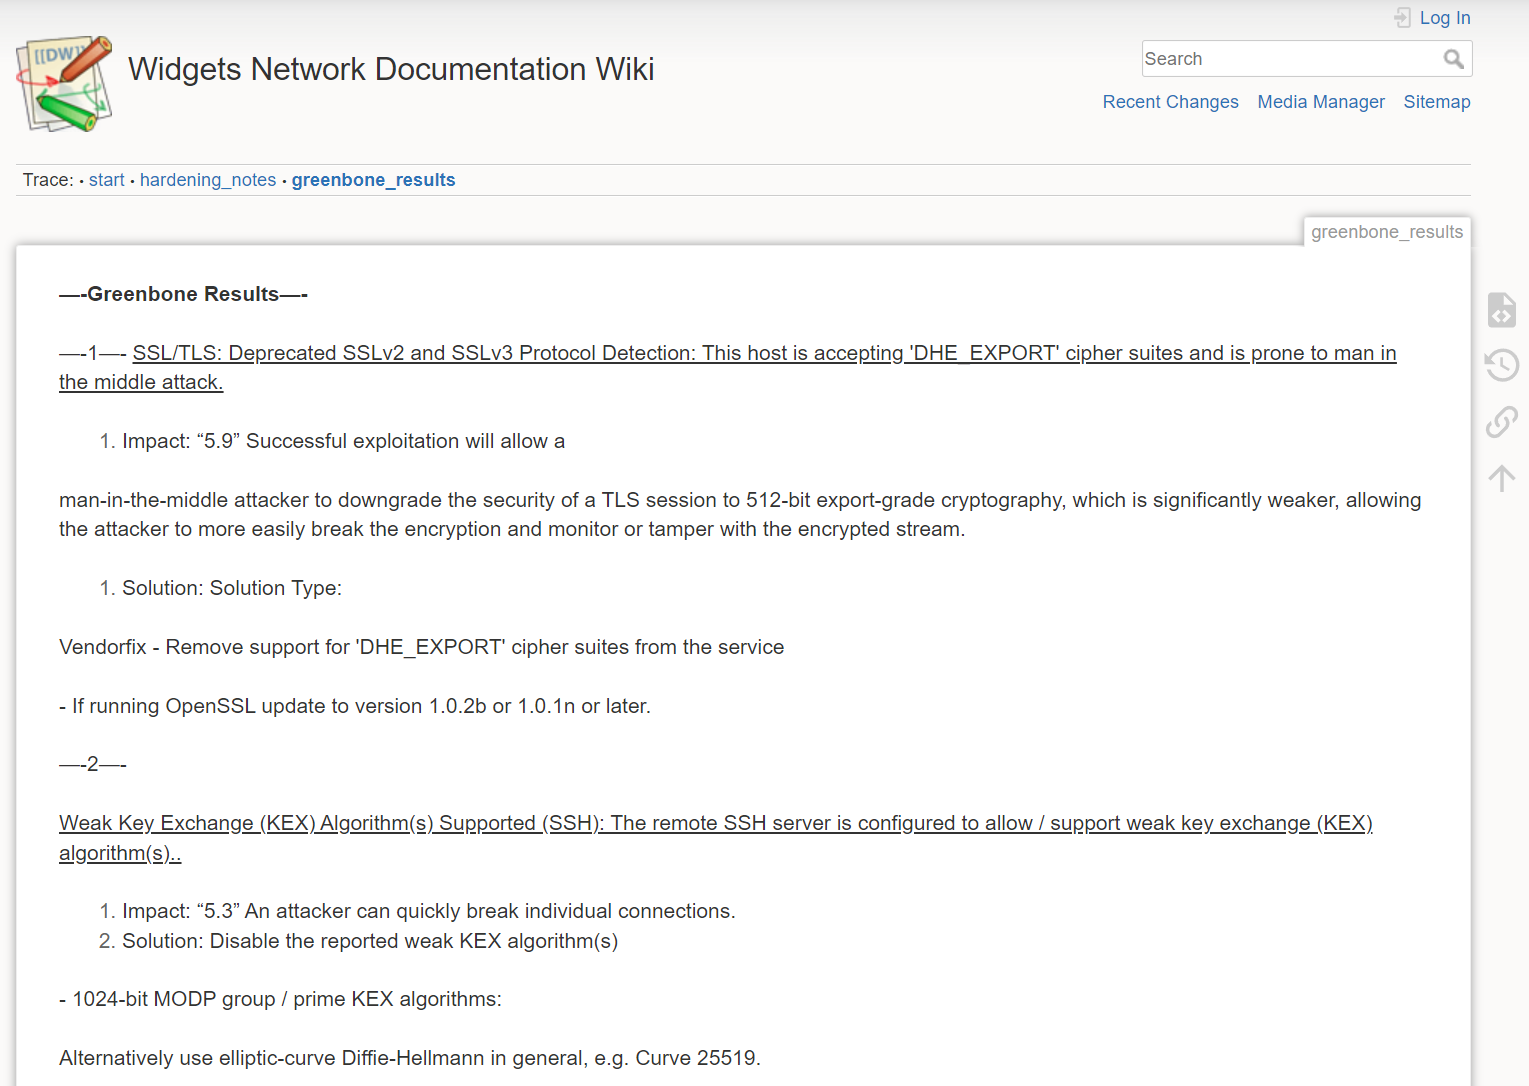 Log In
[[DW]]
Widgets Network Documentation Wiki
Search
Recent Changes Media Manager Sitemap
Trace: • start • hardening_notes • greenbone_results
greenbone_results
—-Greenbone Results—-
—-1—- SSL/TLS: Deprecated SSLv2 and SSLv3 Protocol Detection: This host is accepting 'DHE_EXPORT' cipher suites and is prone to man in
the middle attack.
1. Impact: “5.9” Successful exploitation will allow a
man-in-the-middle attacker to downgrade the security of a TLS session to 512-bit export-grade cryptography, which is significantly weaker, allowing
the attacker to more easily break the encryption and monitor or tamper with the encrypted stream.
1. Solution: Solution Type:
Vendorfix - Remove support for 'DHE_EXPORT' cipher suites from the service
- If running OpenSSL update to version 1.0.2b or 1.0.1n or later.
—-2—-
Weak Key Exchange (KEX) Algorithm(s) Supported (SSH): The remote SSH server is configured to allow / support weak key exchange (KEX)
algorithm(s)..
1. Impact: “5.3” An attacker can quickly break individual connections.
2. Solution: Disable the reported weak KEX algorithm(s)
- 1024-bit MODP group / prime KEX algorithms:
Alternatively use elliptic-curve Diffie-Hellmann in general, e.g. Curve 25519.